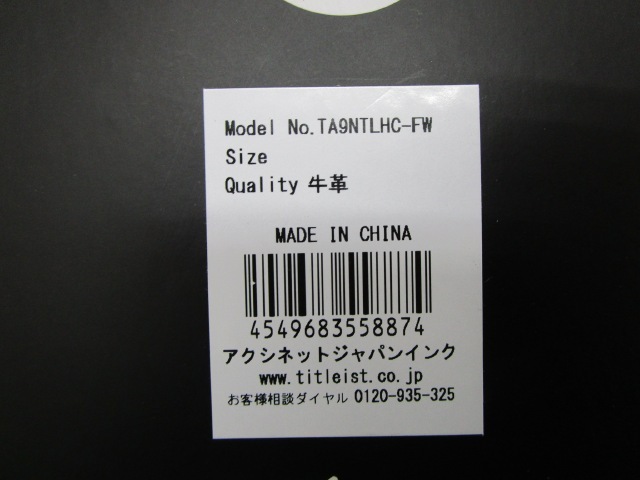 Model No.TA9NTLHC-FW
Size
Quality 牛革
MADE IN CHINA
4549683558874
アクシネットジャパンインク
www.titleist.co.jp
お客様相談ダイヤル 0120-935-325